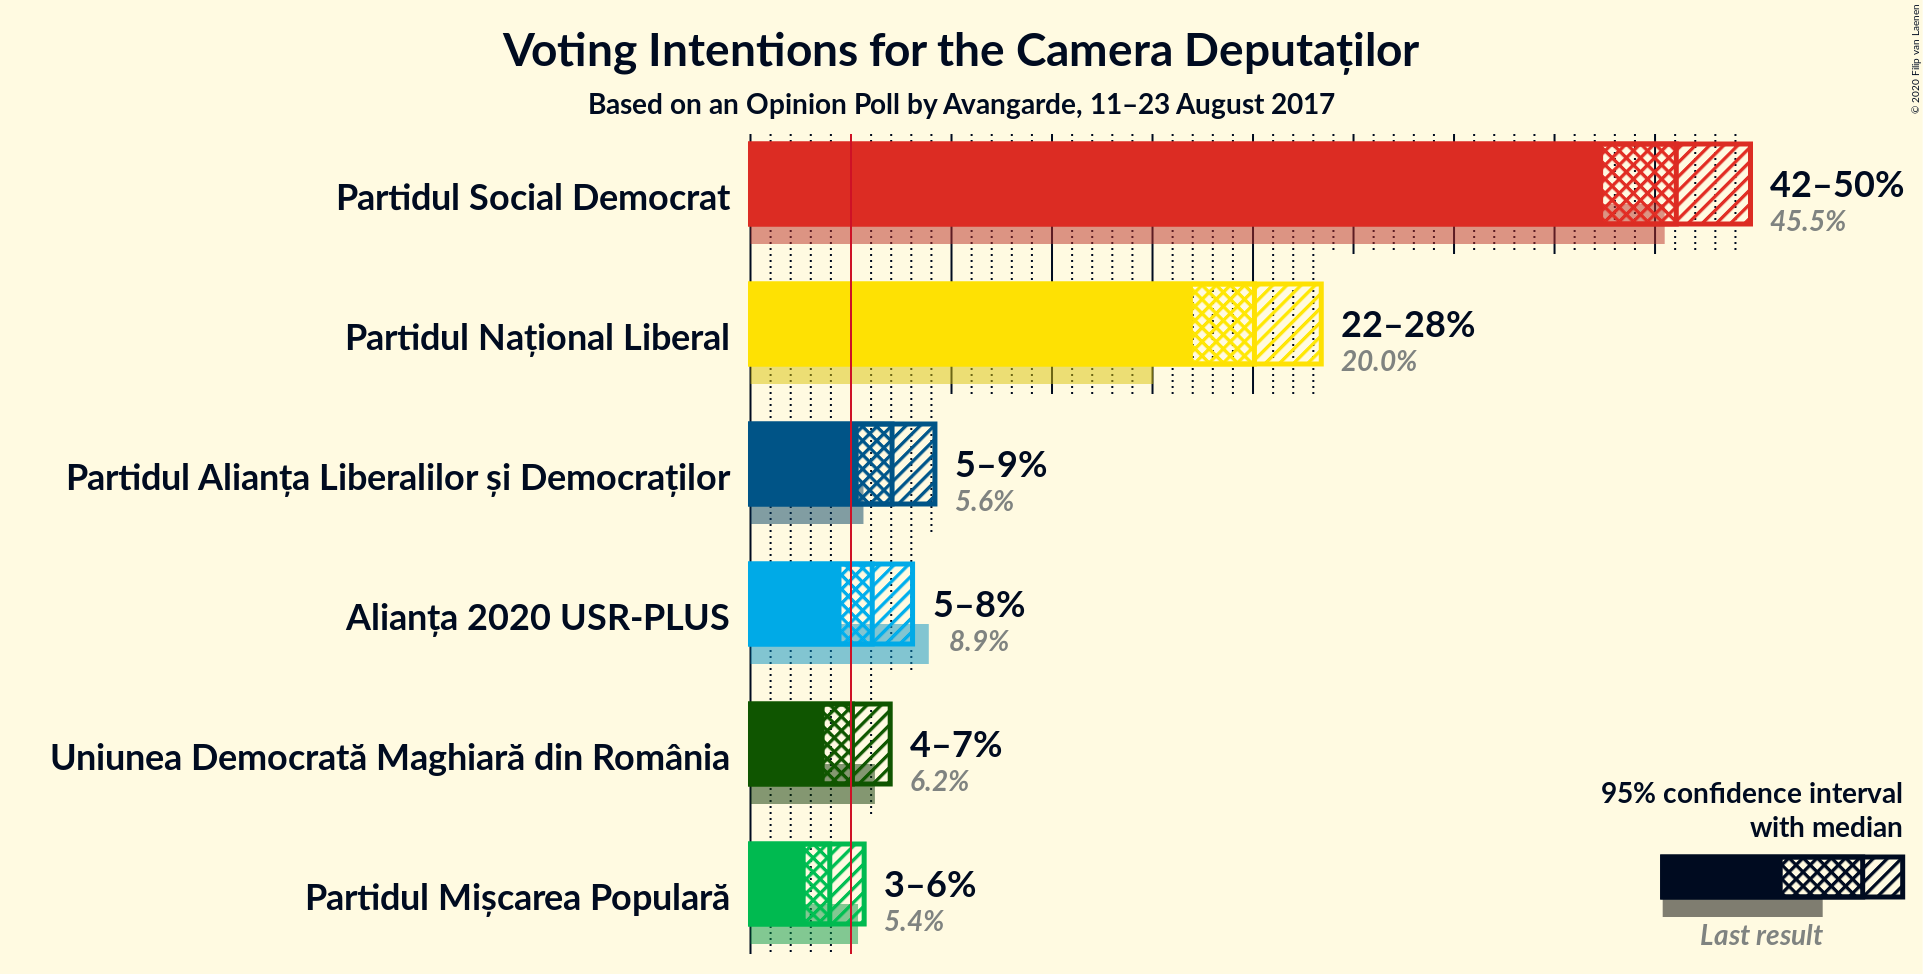 Voting Intentions for the Camera Deputaților
Based on an Opinion Poll by Avangarde, 11–23 August 2017
© 2020 Filip van Laenen
Partidul Social Democrat
42–50%
45.5%
Partidul Național Liberal
22–28%
20.0%
Partidul Alianța Liberalilor și Democraților
5–9%
5.6%
Alianța 2020 USR-PLUS
5–8%
8.9%
Uniunea Democrată Maghiară din România
4–7%
6.2%
Partidul Mișcarea Populară
3–6%
5.4%
95% confidence interval
with median
Last result